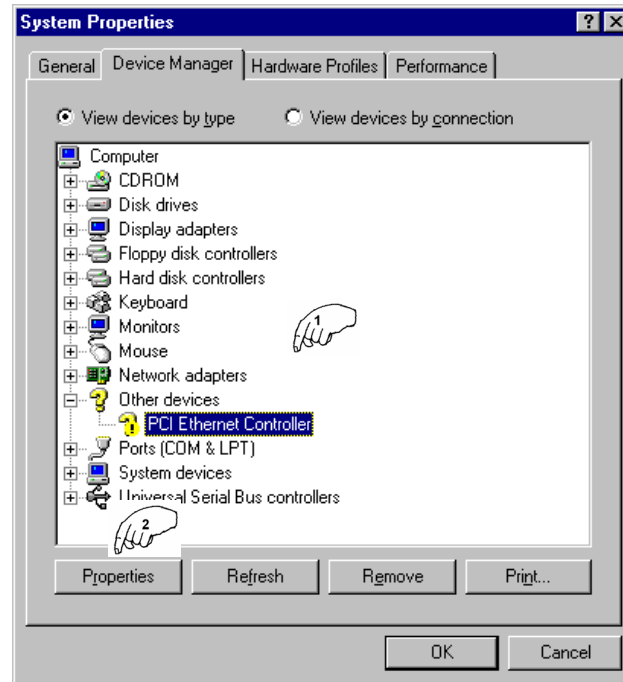 System Properties
General Device Manager Hardware Profiles Performance
View devices by type View devices by connection
Computer
CDROM
Disk drives
Display adapters
Floppy disk controllers
Hard disk controllers
Keyboard
1
Monitors
Mouse
Network adapters
Other devices
PCI Ethernet Controller
Ports (COM & LPT)
System devices
Universal Serial Bus controllers
2
Properties Refresh Remove Print...
OK Cancel